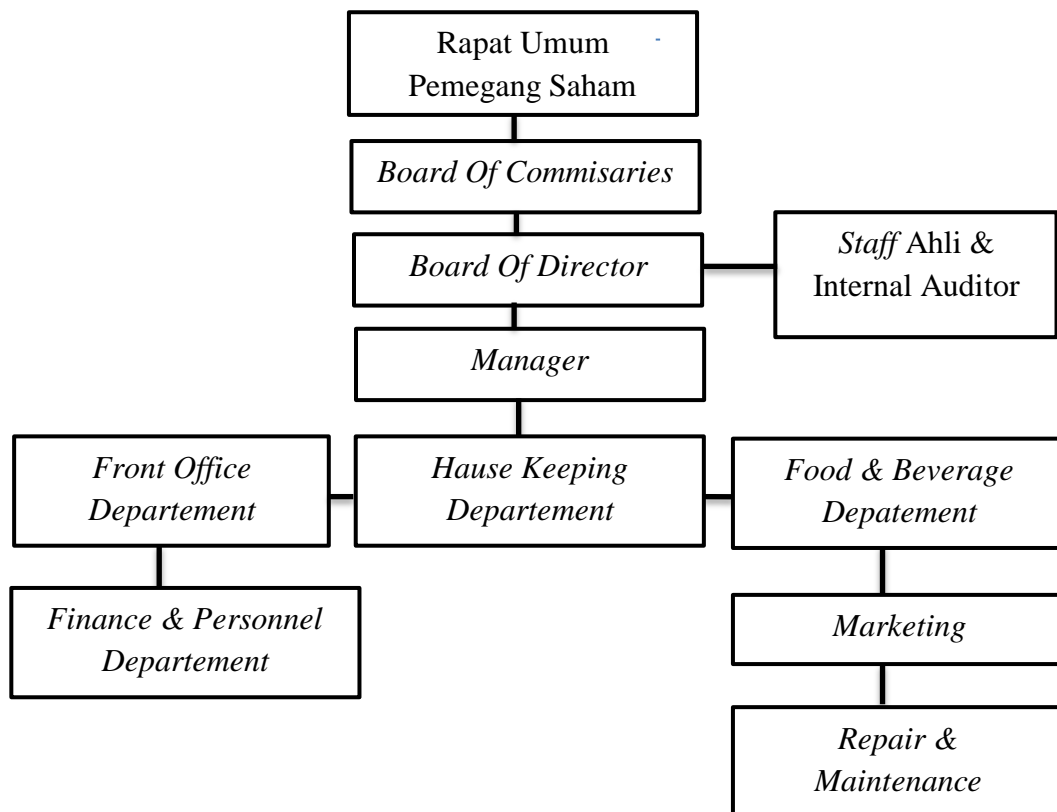 Rapat Umum
Pemegang Saham
Board Of Commisaries
Board Of Director
Staff Ahli &
Internal Auditor
Manager
Front Office
Departement
Hause Keeping
Departement
Food & Beverage
Depatement
Finance & Personnel
Departement
Marketing
Repair &
Maintenance